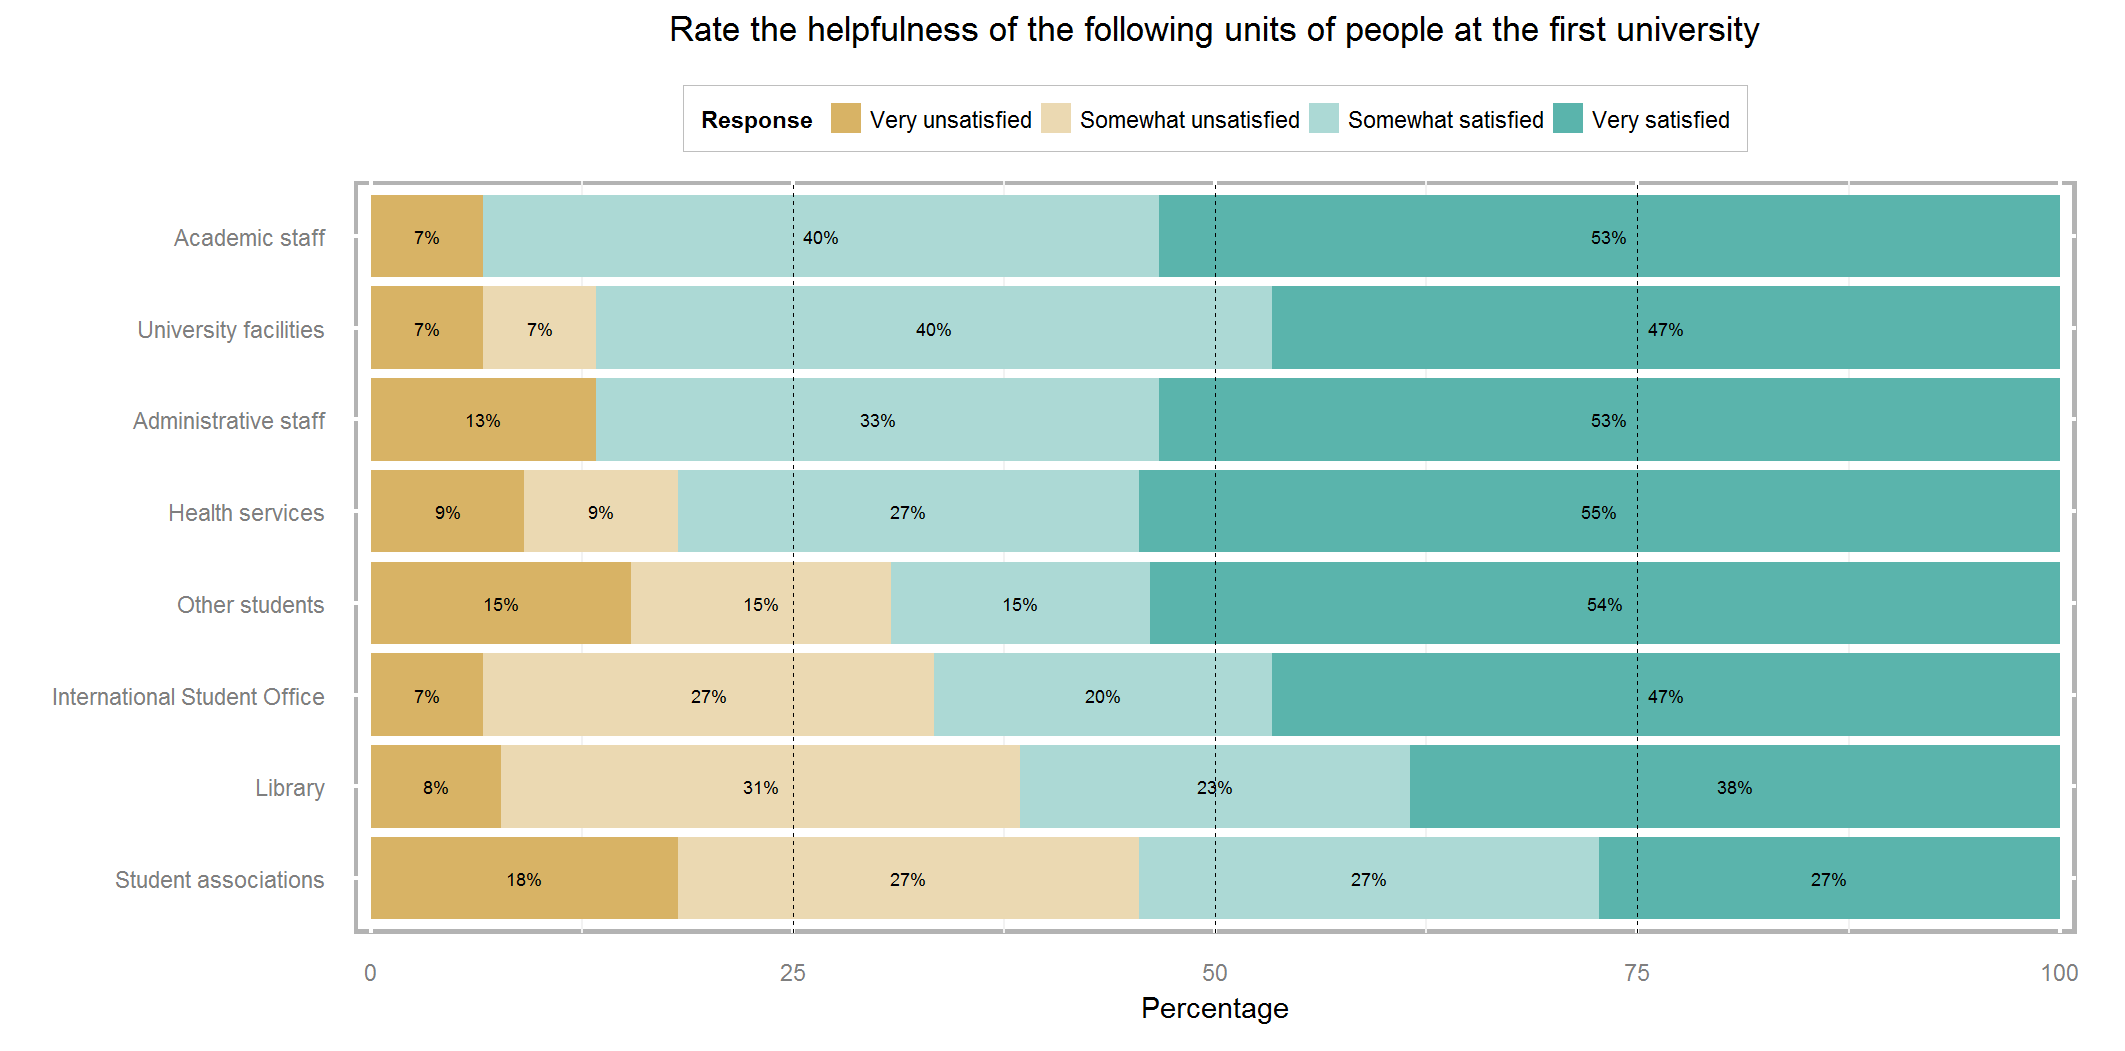 Rate the helpfulness of the following units of people at the first university
Response Very unsatisfied Somewhat unsatisfied Somewhat satisfied Very satisfied
Academic staff 7% 40% 53%
University facilities 7% 7% 40% 47%
Administrative staff 13% 33% 53%
Health services 9% 9% 27% 55%
Other students 15% 15% 15% 54%
International Student Office 7% 27% 20% 47%
Library 8% 31% 23% 38%
Student associations 18% 27% 27% 27%
0 25 50 75 100
Percentage